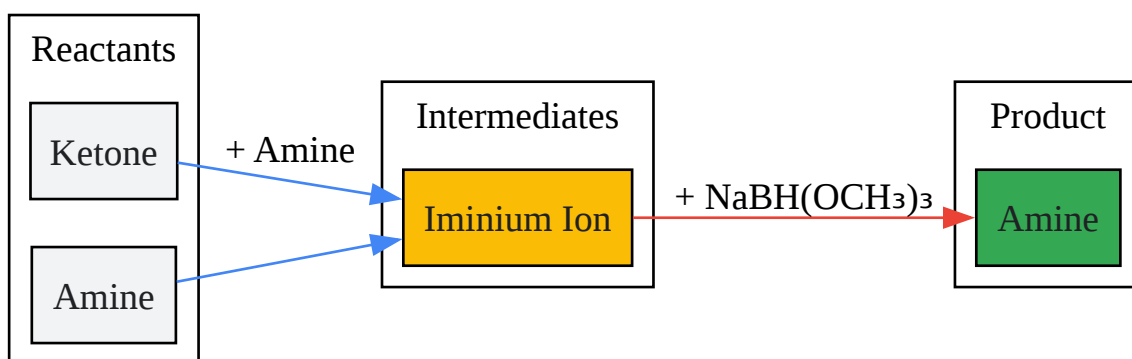 Reactants
Ketone
Amine
+ Amine
Intermediates
Iminium Ion
+ NaBH(OCH₃)₃
Product
Amine